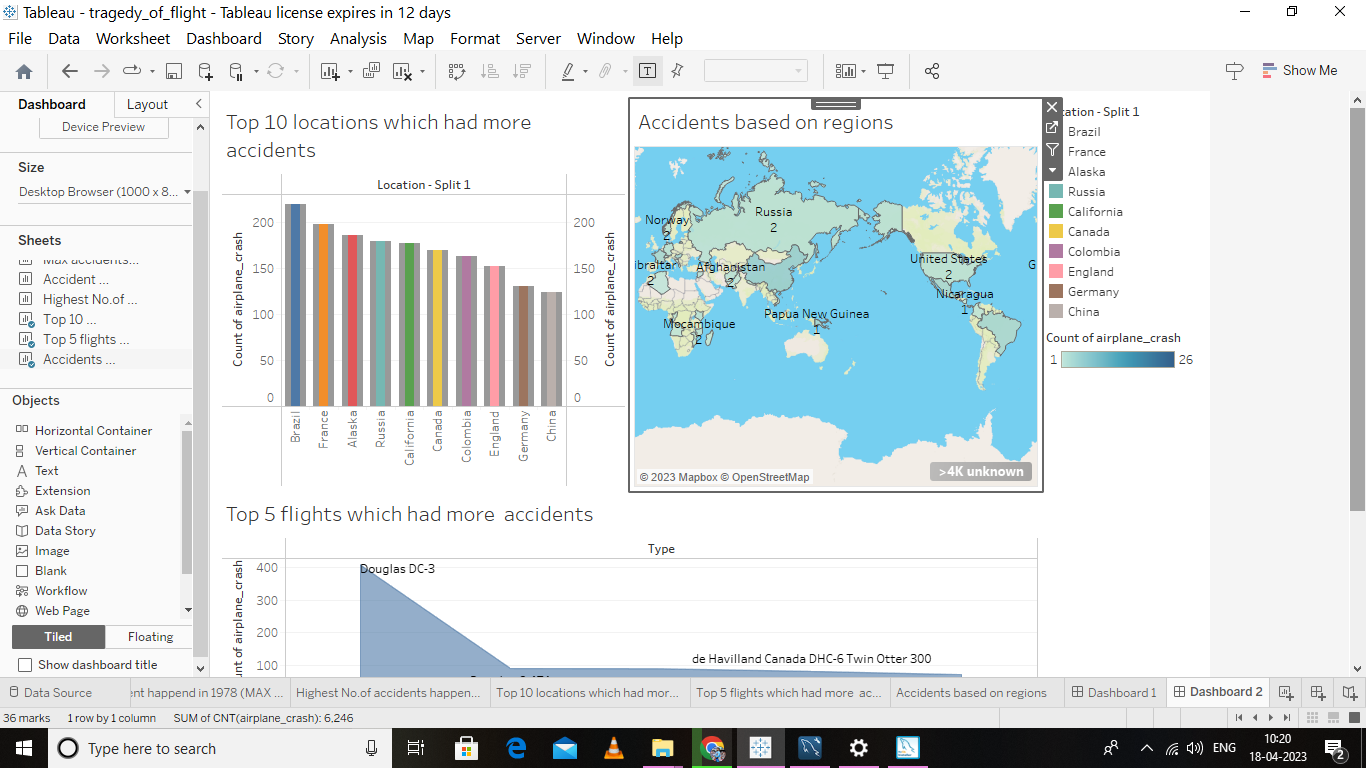 Tableau - tragedy_of_flight - Tableau license expires in 12 days
File Data Worksheet Dashboard Story Analysis Map Format Server Window Help
Show Me
Dashboard Layout
Device Preview
Size
Desktop Browser (1000 x 8...
Sheets
Max accidents...
Accident ...
Highest No.of ...
Top 10 ...
Top 5 flights ...
Accidents ...
Objects
Horizontal Container
Vertical Container
Text
Extension
Ask Data
Data Story
Image
Blank
Workflow
Web Page
Tiled Floating
Show dashboard title
Top 10 locations which had more
accidents
Location - Split 1
Count of airplane_crash
200
150
100
50
0
Brazil
France
Alaska
Russia
California
Canada
Colombia
England
Germany
China
200
150
100
50
0
Count of airplane_crash
Accidents based on regions
Norway
2
Russia
2
ibraltar
2
Afghanistan
2
United States
2
G
Nicaragua
1
Papua New Guinea
1
Mocambique
2
© 2023 Mapbox © OpenStreetMap
>4K unknown
cation - Split 1
Brazil
France
Alaska
Russia
California
Canada
Colombia
England
Germany
China
Count of airplane_crash
1 26
Top 5 flights which had more accidents
Type
nt of airplane_crash
400
300
200
100
Douglas DC-3
de Havilland Canada DHC-6 Twin Otter 300
Data Source
nt happend in 1978 (MAX ...
Highest No.of accidents happen...
Top 10 locations which had mor...
Top 5 flights which had more ac...
Accidents based on regions
Dashboard 1
Dashboard 2
36 marks 1 row by 1 column SUM of CNT(airplane_crash): 6,246
Type here to search
ENG
10:20
18-04-2023
2